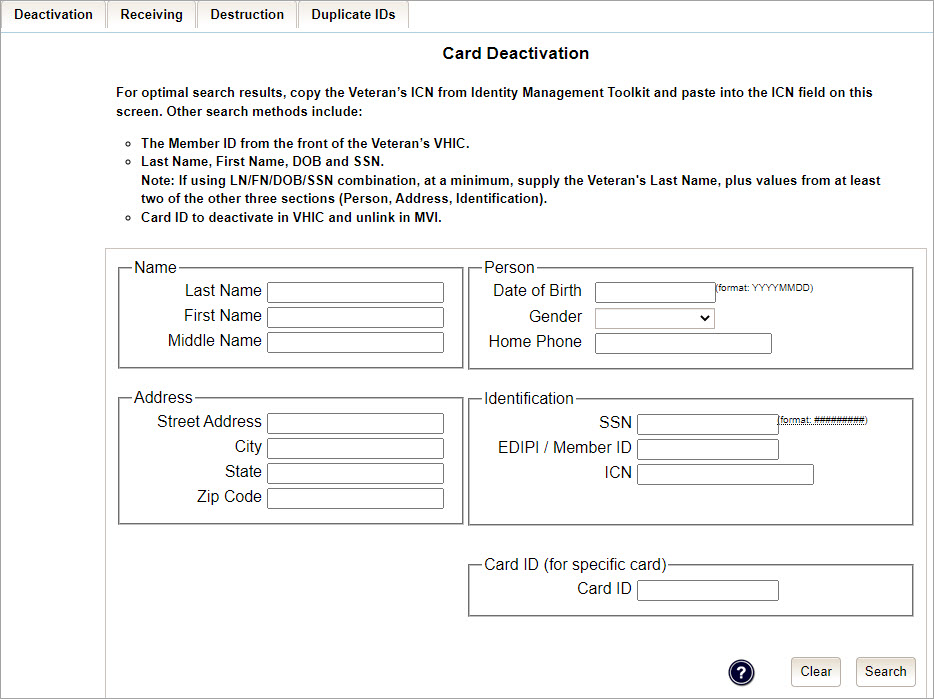 Deactivation Receiving Destruction Duplicate IDs
Card Deactivation
For optimal search results, copy the Veteran's ICN from Identity Management Toolkit and paste into the ICN field on this
screen. Other search methods include:
The Member ID from the front of the Veteran's VHIC.
Last Name, First Name, DOB and SSN.
Note: If using LN/FN/DOB/SSN combination, at a minimum, supply the Veteran's Last Name, plus values from at least
two of the other three sections (Person, Address, Identification).
Card ID to deactivate in VHIC and unlink in MVI.
Name
Last Name
First Name
Middle Name
Person
Date of Birth (format: YYYYMMDD)
Gender
Home Phone
Address
Street Address
City
State
Zip Code
Identification
SSN (format: #########)
EDIPI / Member ID
ICN
Card ID (for specific card)
Card ID
? Clear Search